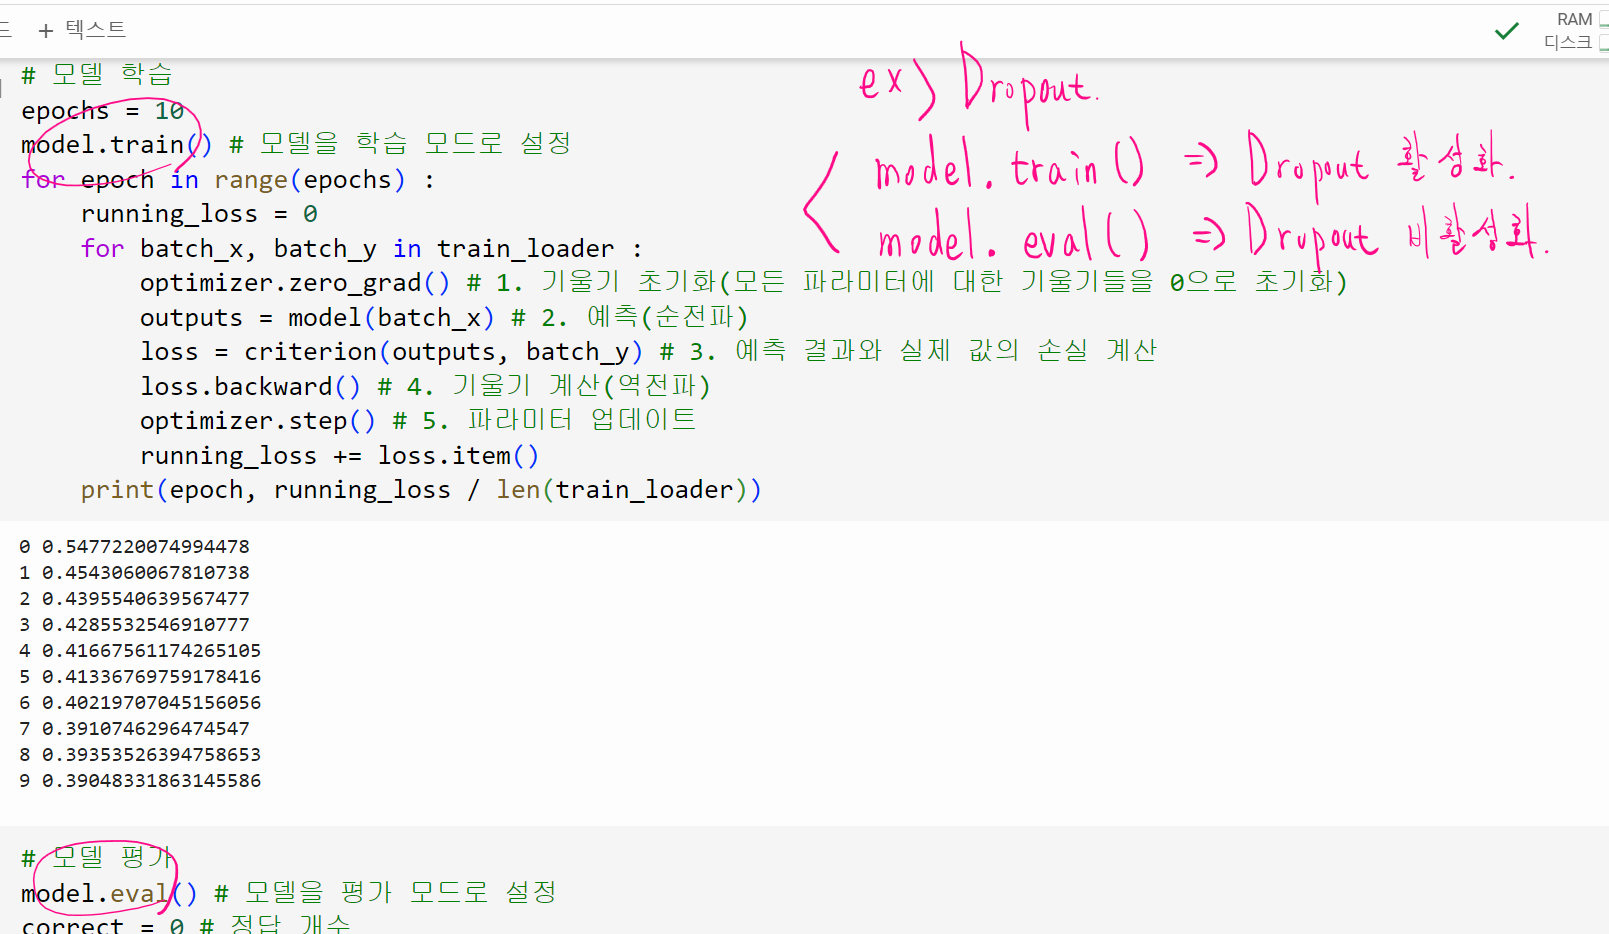 + 텍스트
RAM
디스크
# 모델 학습
epochs = 10
model.train() # 모델을 학습 모드로 설정
for epoch in range(epochs) :
running_loss = 0
for batch_x, batch_y in train_loader :
optimizer.zero_grad() # 1. 기울기 초기화(모든 파라미터에 대한 기울기들을 0으로 초기화)
outputs = model(batch_x) # 2. 예측(순전파)
loss = criterion(outputs, batch_y) # 3. 예측 결과와 실제 값의 손실 계산
loss.backward() # 4. 기울기 계산(역전파)
optimizer.step() # 5. 파라미터 업데이트
running_loss += loss.item()
print(epoch, running_loss / len(train_loader))
ex) Dropout.
model.train() => Dropout 활성화.
model.eval() => Dropout 비활성화.
0 0.5477220074994478
1 0.4543060067810738
2 0.4395540639567477
3 0.4285532546910777
4 0.41667561174265105
5 0.41336769759178416
6 0.40219707045156056
7 0.3910746296474547
8 0.39353526394758653
9 0.39048331863145586
# 모델 평가
model.eval() # 모델을 평가 모드로 설정
correct = 0 # 정답 개수